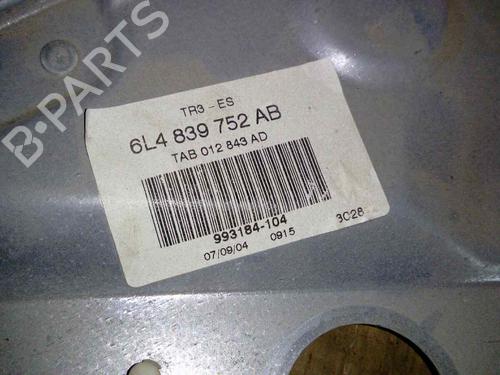 B-PARTS
TR3 - ES
6L4 839 752 AB
TAB 012 843 AD
993184-104
07/09/04 0915 3C28